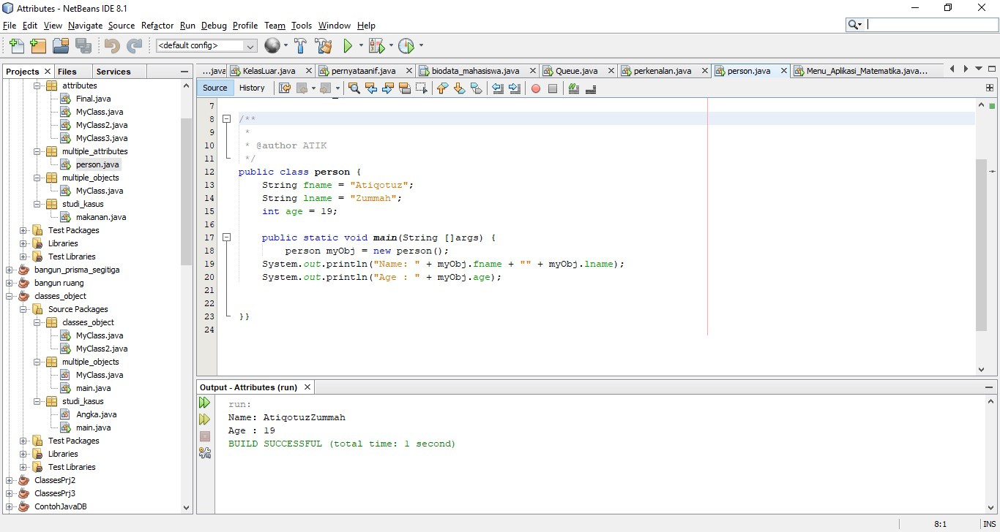 Attributes - NetBeans IDE 8.1
File Edit View Navigate Source Refactor Run Debug Profile Team Tools Window Help
<default config>
Projects Files Services
attributes
Final.java
MyClass.java
MyClass2.java
MyClass3.java
multiple_attributes
person.java
multiple_objects
MyClass.java
studi_kasus
makanan.java
Test Packages
Libraries
Test Libraries
bangun_prisma_segitiga
bangun ruang
classes_object
Source Packages
classes_object
MyClass.java
MyClass2.java
multiple_objects
MyClass.java
main.java
studi_kasus
Angka.java
main.java
Test Packages
Libraries
Test Libraries
ClassesPrj2
ClassesPrj3
ContohJavaDB
...java KelasLuar.java pernyataanif.java biodata_mahasiswa.java Queue.java perkenalan.java person.java Menu_Aplikasi_Matematika.java...
Source History
7
8 /**
9 *
10 * @author ATIK
11 */
12 public class person {
13 String fname = "Atiqotuz";
14 String lname = "Zummah";
15 int age = 19;
16
17 public static void main(String []args) {
18 person myObj = new person();
19 System.out.println("Name: " + myObj.fname + "" + myObj.lname);
20 System.out.println("Age : " + myObj.age);
21
22
23 }}
24
Output - Attributes (run)
run:
Name: AtiqotuzZummah
Age : 19
BUILD SUCCESSFUL (total time: 1 second)
8:1 INS